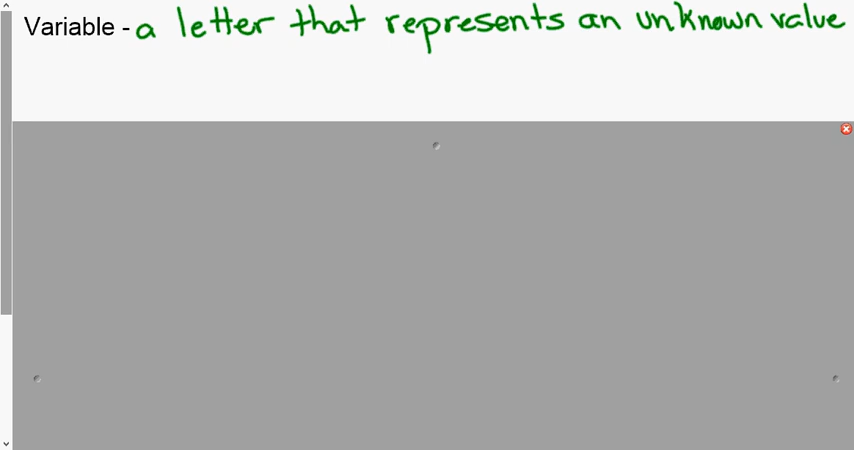 Variable - a letter that represents an unknown value